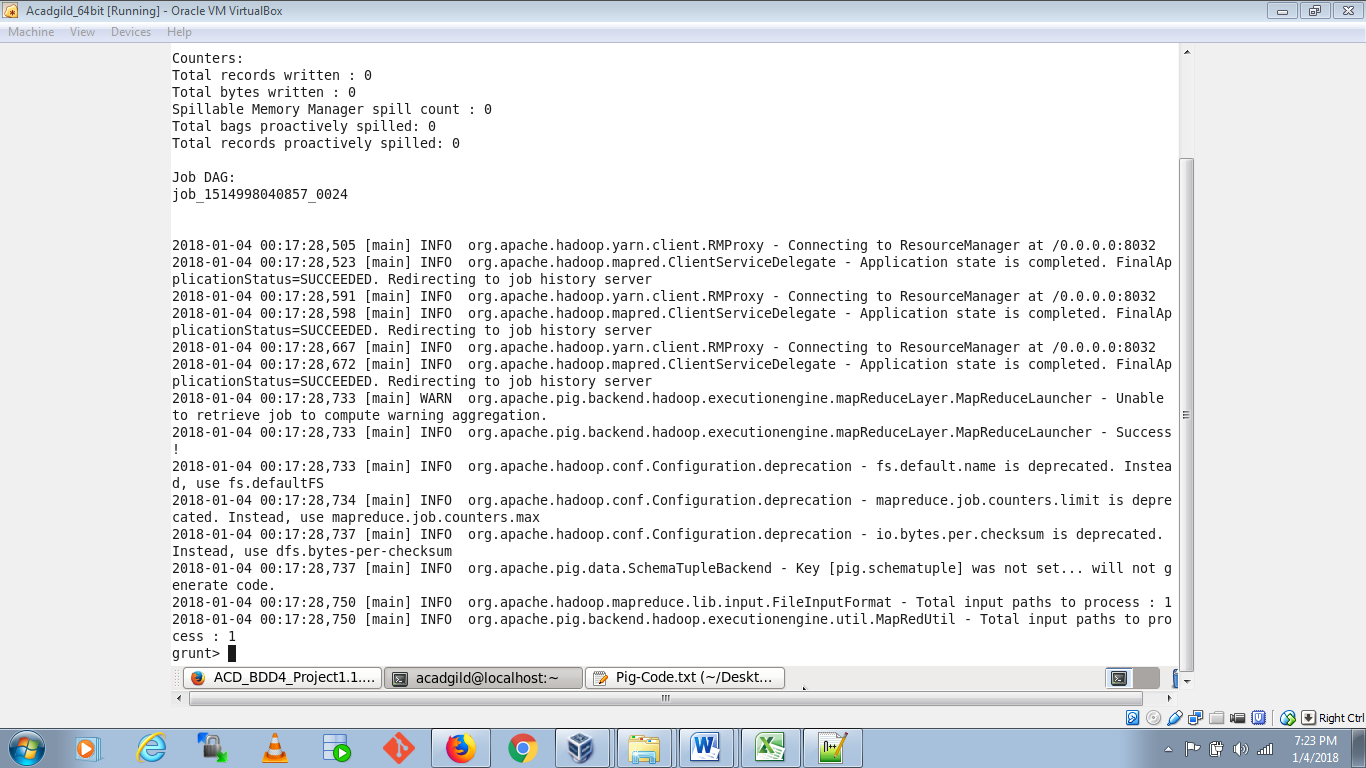 Acadgild_64bit [Running] - Oracle VM VirtualBox
Machine View Devices Help
Counters:
Total records written : 0
Total bytes written : 0
Spillable Memory Manager spill count : 0
Total bags proactively spilled: 0
Total records proactively spilled: 0
Job DAG:
job_1514998040857_0024
2018-01-04 00:17:28,505 [main] INFO  org.apache.hadoop.yarn.client.RMProxy - Connecting to ResourceManager at /0.0.0.0:8032
2018-01-04 00:17:28,523 [main] INFO  org.apache.hadoop.mapred.ClientServiceDelegate - Application state is completed. FinalAp
plicationStatus=SUCCEEDED. Redirecting to job history server
2018-01-04 00:17:28,591 [main] INFO  org.apache.hadoop.yarn.client.RMProxy - Connecting to ResourceManager at /0.0.0.0:8032
2018-01-04 00:17:28,598 [main] INFO  org.apache.hadoop.mapred.ClientServiceDelegate - Application state is completed. FinalAp
plicationStatus=SUCCEEDED. Redirecting to job history server
2018-01-04 00:17:28,667 [main] INFO  org.apache.hadoop.yarn.client.RMProxy - Connecting to ResourceManager at /0.0.0.0:8032
2018-01-04 00:17:28,672 [main] INFO  org.apache.hadoop.mapred.ClientServiceDelegate - Application state is completed. FinalAp
plicationStatus=SUCCEEDED. Redirecting to job history server
2018-01-04 00:17:28,733 [main] WARN  org.apache.pig.backend.hadoop.executionengine.mapReduceLayer.MapReduceLauncher - Unable
to retrieve job to compute warning aggregation.
2018-01-04 00:17:28,733 [main] INFO  org.apache.pig.backend.hadoop.executionengine.mapReduceLayer.MapReduceLauncher - Success
!
2018-01-04 00:17:28,733 [main] INFO  org.apache.hadoop.conf.Configuration.deprecation - fs.default.name is deprecated. Instea
d, use fs.defaultFS
2018-01-04 00:17:28,734 [main] INFO  org.apache.hadoop.conf.Configuration.deprecation - mapreduce.job.counters.limit is depre
cated. Instead, use mapreduce.job.counters.max
2018-01-04 00:17:28,737 [main] INFO  org.apache.hadoop.conf.Configuration.deprecation - io.bytes.per.checksum is deprecated.
Instead, use dfs.bytes-per-checksum
2018-01-04 00:17:28,737 [main] INFO  org.apache.pig.data.SchemaTupleBackend - Key [pig.schematuple] was not set... will not g
enerate code.
2018-01-04 00:17:28,750 [main] INFO  org.apache.hadoop.mapreduce.lib.input.FileInputFormat - Total input paths to process : 1
2018-01-04 00:17:28,750 [main] INFO  org.apache.pig.backend.hadoop.executionengine.util.MapRedUtil - Total input paths to pro
cess : 1
grunt>
ACD_BDD4_Project1.1.... acadgild@localhost:~ Pig-Code.txt (~/Deskt...
Right Ctrl
7:23 PM
1/4/2018